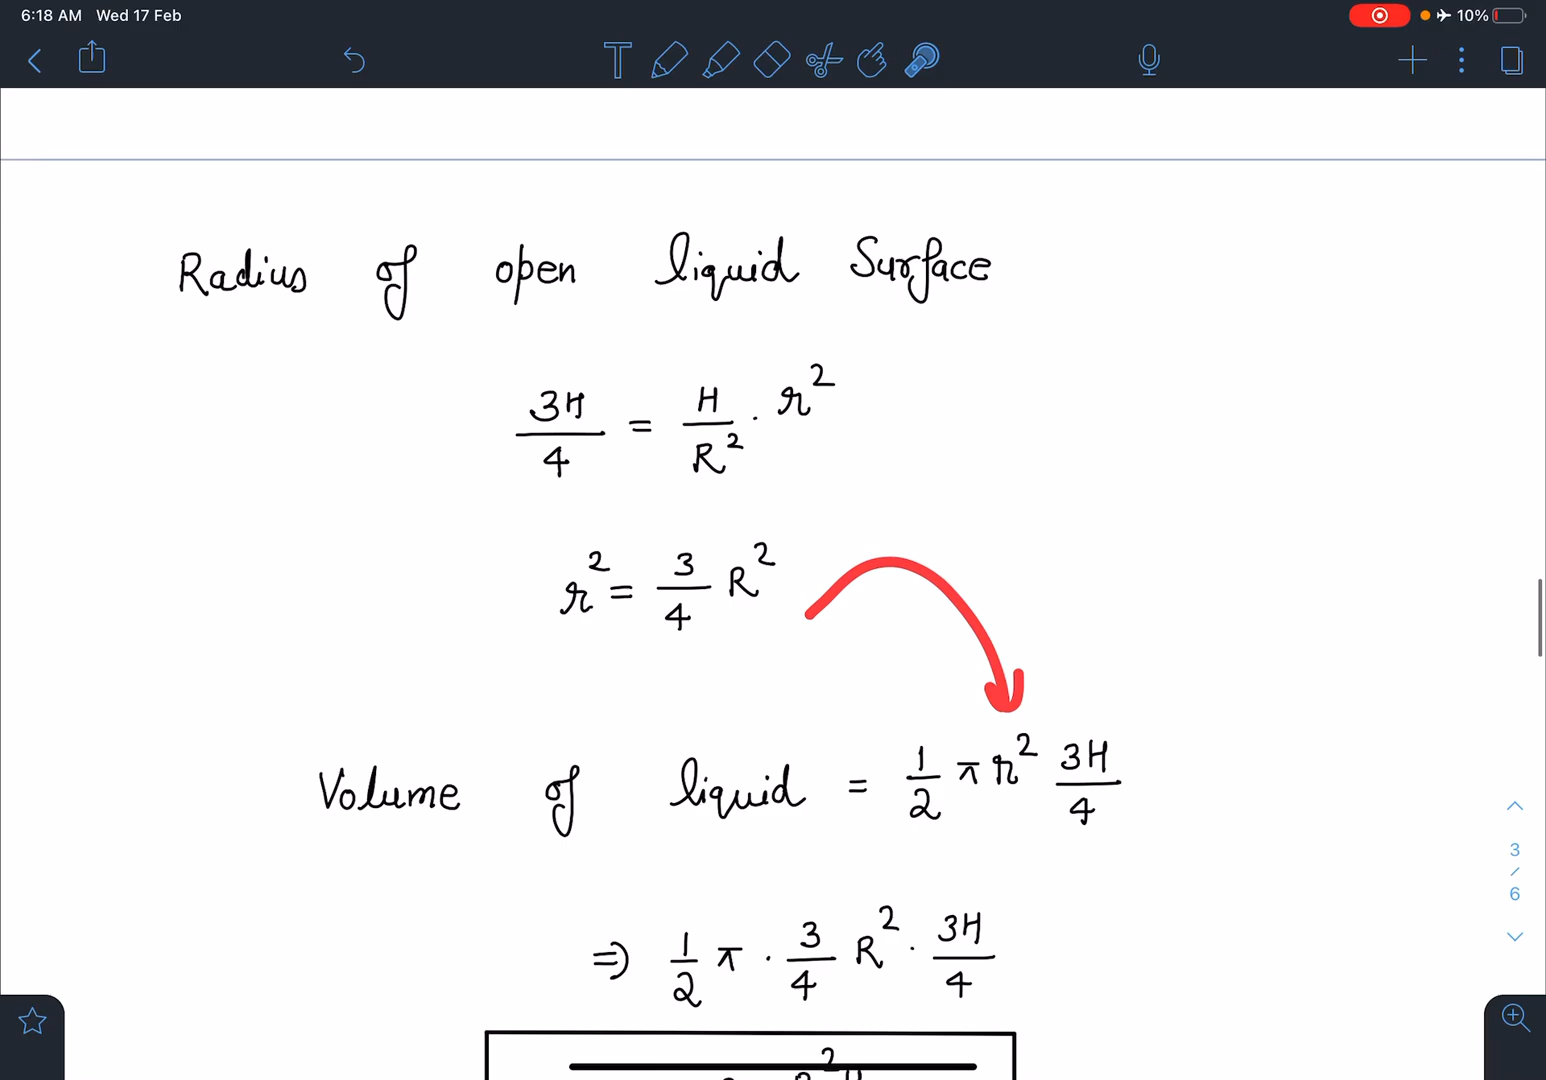 6:18 AM Wed 17 Feb 10%
Radius of open liquid Surface
3H/4 = H/R² · r²
r² = 3/4 R²
Volume of liquid = 1/2 π r² 3H/4
⇒ 1/2 π · 3/4 R² · 3H/4
3
/
6